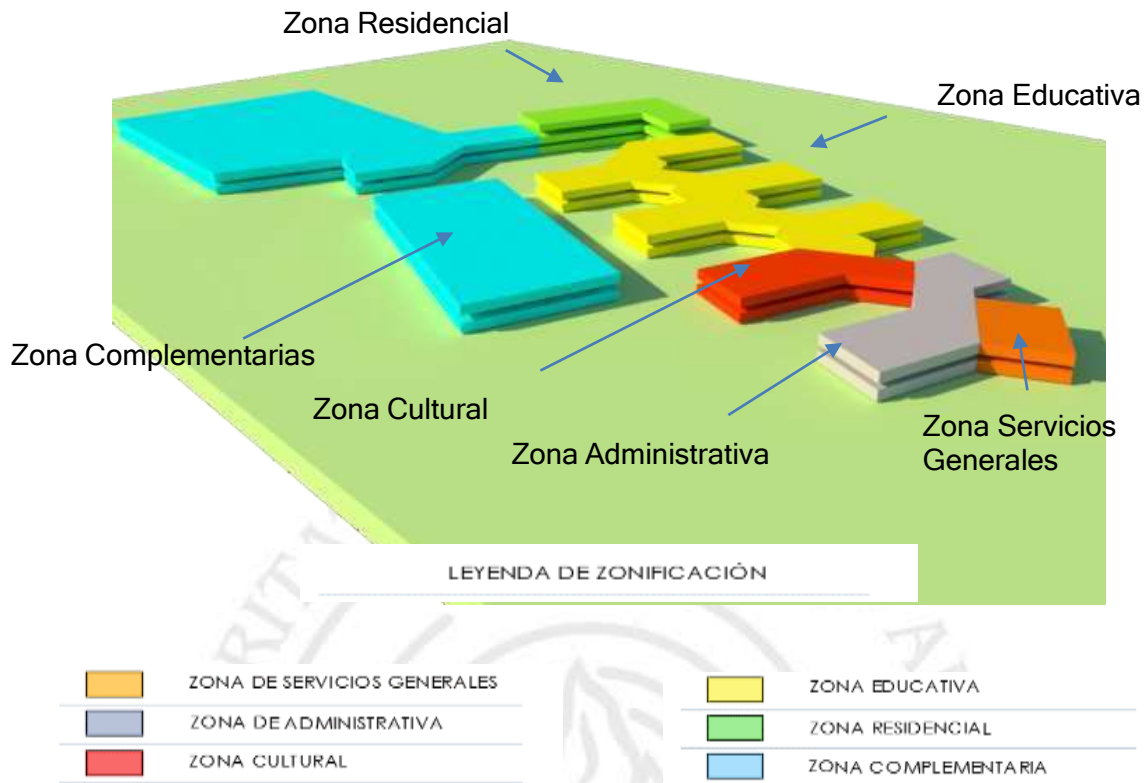 Zona Residencial
Zona Educativa
Zona Complementarias
Zona Cultural
Zona Administrativa
Zona Servicios
Generales
LEYENDA DE ZONIFICACIÓN
ZONA DE SERVICIOS GENERALES
ZONA DE ADMINISTRATIVA
ZONA CULTURAL
ZONA EDUCATIVA
ZONA RESIDENCIAL
ZONA COMPLEMENTARIA